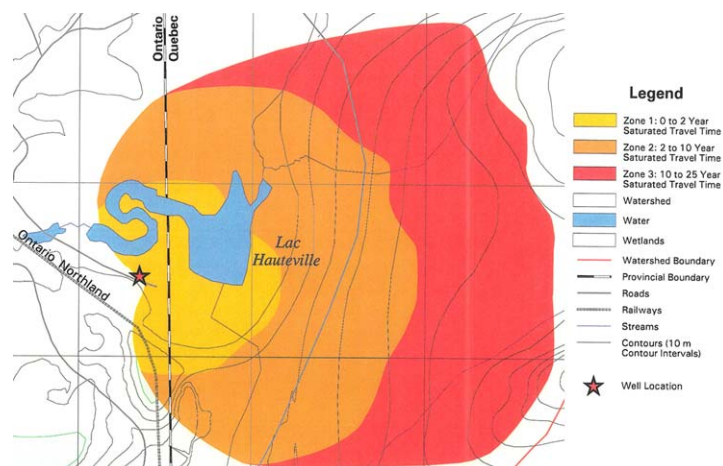 Ontario
Quebec
Lac
Hauteville
Ontario Northland
Legend
Zone 1: 0 to 2 Year
Saturated Travel Time
Zone 2: 2 to 10 Year
Saturated Travel Time
Zone 3: 10 to 25 Year
Saturated Travel Time
Watershed
Water
Wetlands
Watershed Boundary
Provincial Boundary
Roads
Railways
Streams
Contours (10 m
Contour Intervals)
Well Location